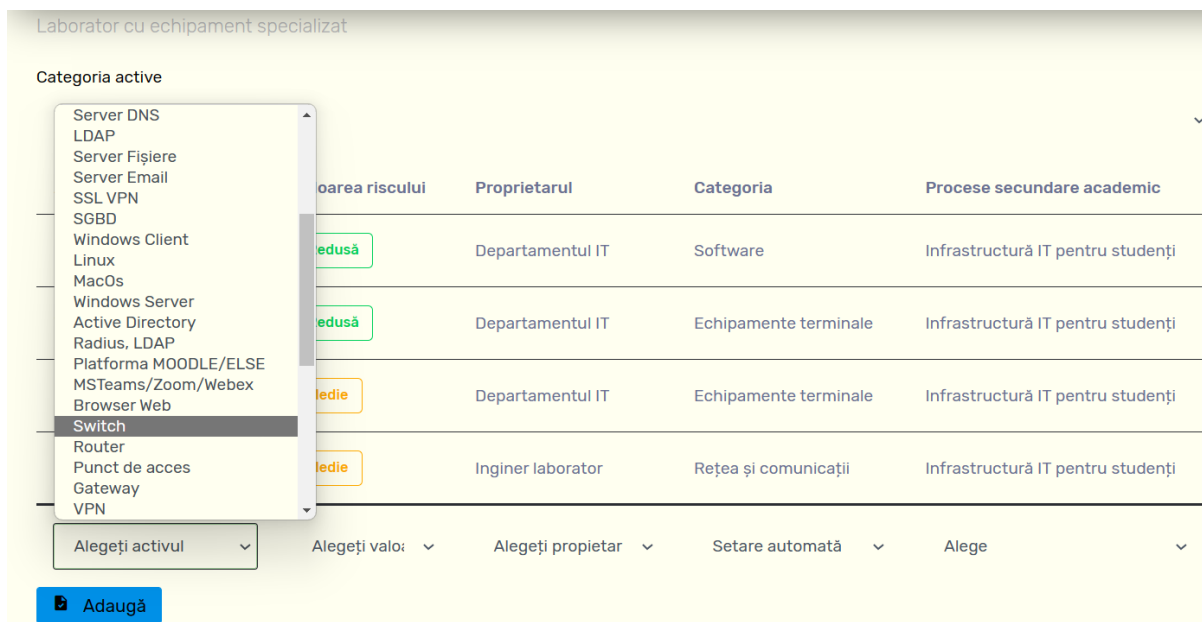 Laborator cu echipament specializat
Categoria active
Server DNS
LDAP
Server Fișiere
Server Email
SSL VPN
SGBD
Windows Client
Linux
MacOs
Windows Server
Active Directory
Radius, LDAP
Platforma MOODLE/ELSE
MSTeams/Zoom/Webex
Browser Web
Switch
Router
Punct de acces
Gateway
VPN
oarea riscului Proprietarul Categoria Procese secundare academic
edusă Departamentul IT Software Infrastructură IT pentru studenți
edusă Departamentul IT Echipamente terminale Infrastructură IT pentru studenți
Medie Departamentul IT Echipamente terminale Infrastructură IT pentru studenți
Medie Inginer laborator Rețea și comunicații Infrastructură IT pentru studenți
Alegeți activul Alegeți valoa Alegeți propietar Setare automată Alege
Adaugă